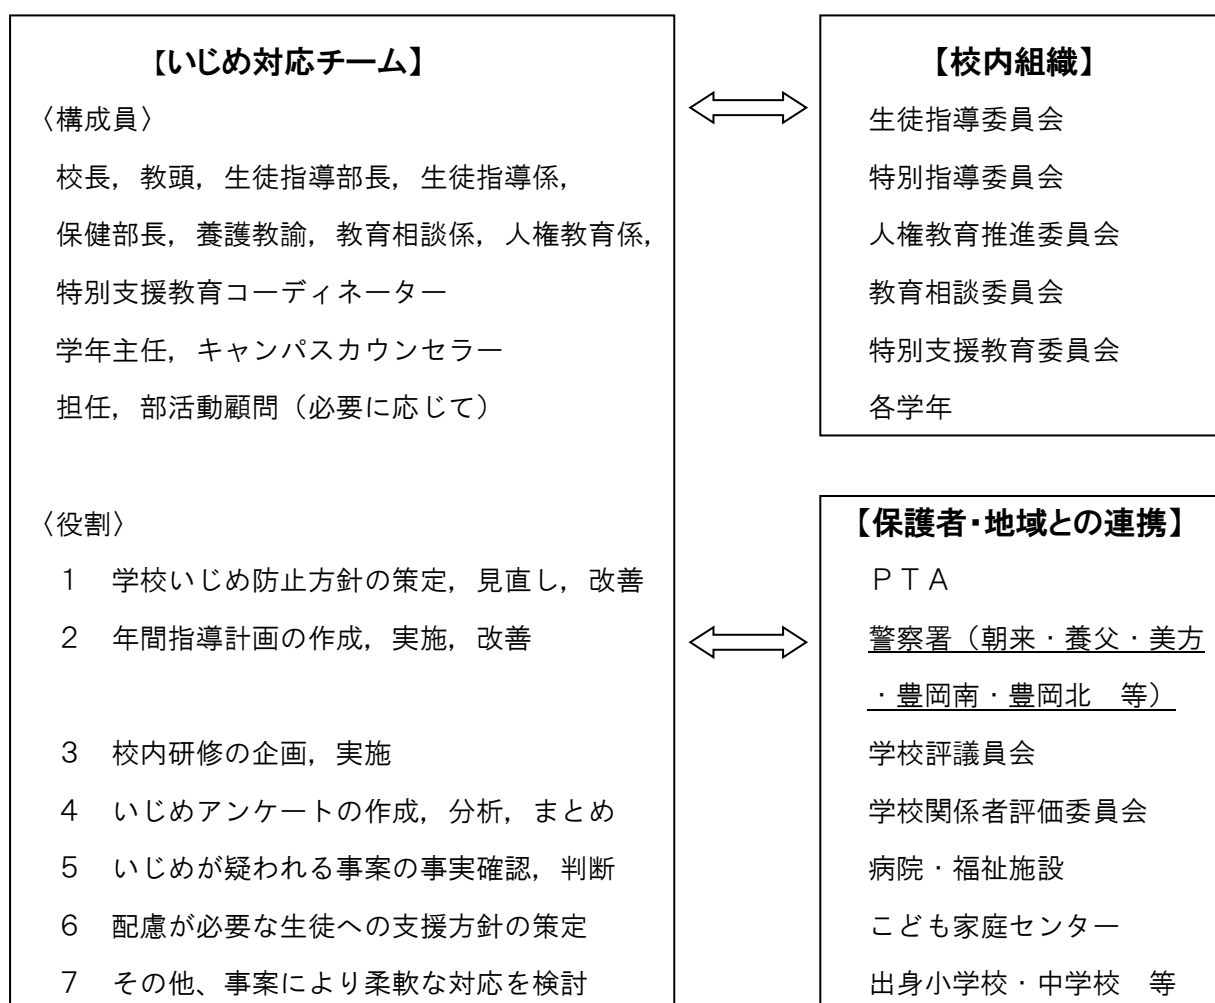 【いじめ対応チーム】
〈構成員〉
校長，教頭，生徒指導部長，生徒指導係，
保健部長，養護教諭，教育相談係，人権教育係，
特別支援教育コーディネーター
学年主任，キャンパスカウンセラー
担任，部活動顧問（必要に応じて）
〈役割〉
１　学校いじめ防止方針の策定，見直し，改善
２　年間指導計画の作成，実施，改善
３　校内研修の企画，実施
４　いじめアンケートの作成，分析，まとめ
５　いじめが疑われる事案の事実確認，判断
６　配慮が必要な生徒への支援方針の策定
７　その他、事案により柔軟な対応を検討
【校内組織】
生徒指導委員会
特別指導委員会
人権教育推進委員会
教育相談委員会
特別支援教育委員会
各学年
【保護者・地域との連携】
ＰＴＡ
警察署（朝来・養父・美方
・豊岡南・豊岡北　等）
学校評議員会
学校関係者評価委員会
病院・福祉施設
こども家庭センター
出身小学校・中学校　等